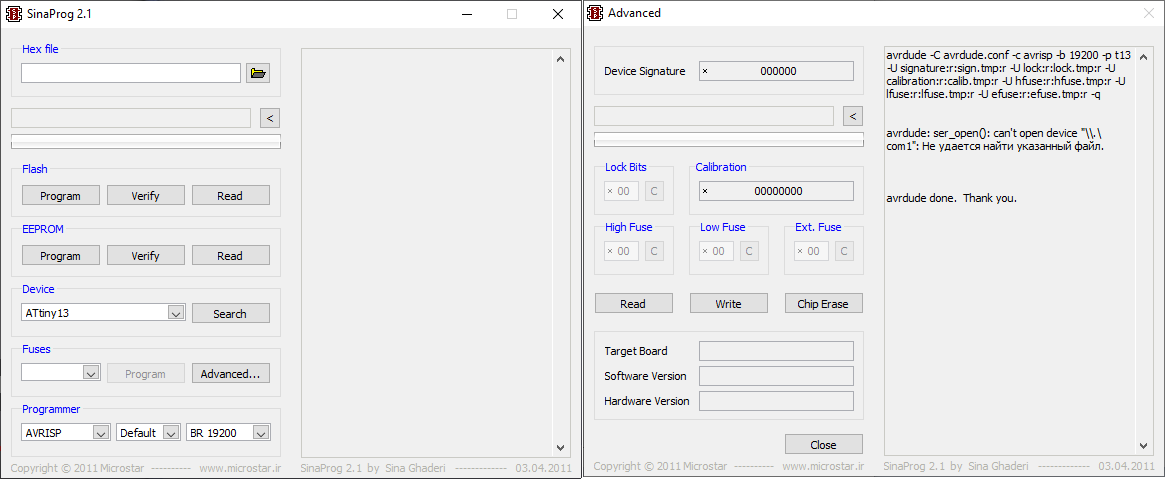 SinaProg 2.1
Hex file
<
Flash
Program Verify Read
EEPROM
Program Verify Read
Device
ATtiny13 Search
Fuses
Program Advanced...
Programmer
AVRISP Default BR 19200
Copyright © 2011 Microstar ---------- www.microstar.ir
SinaProg 2.1 by Sina Ghaderi ------------- 03.04.2011
Advanced
Device Signature × 000000
<
Lock Bits Calibration
× 00 C × 00000000
High Fuse Low Fuse Ext. Fuse
× 00 C × 00 C × 00 C
Read Write Chip Erase
Target Board
Software Version
Hardware Version
Close
Copyright © 2011 Microstar ---------- www.microstar.ir
avrdude -C avrdude.conf -c avrisp -b 19200 -p t13
-U signature:r:sign.tmp:r -U lock:r:lock.tmp:r -U
calibration:r:calib.tmp:r -U hfuse:r:hfuse.tmp:r -U
lfuse:r:lfuse.tmp:r -U efuse:r:efuse.tmp:r -q
avrdude: ser_open(): can't open device "\\.\
com1": Не удается найти указанный файл.
avrdude done. Thank you.
SinaProg 2.1 by Sina Ghaderi ------------- 03.04.2011